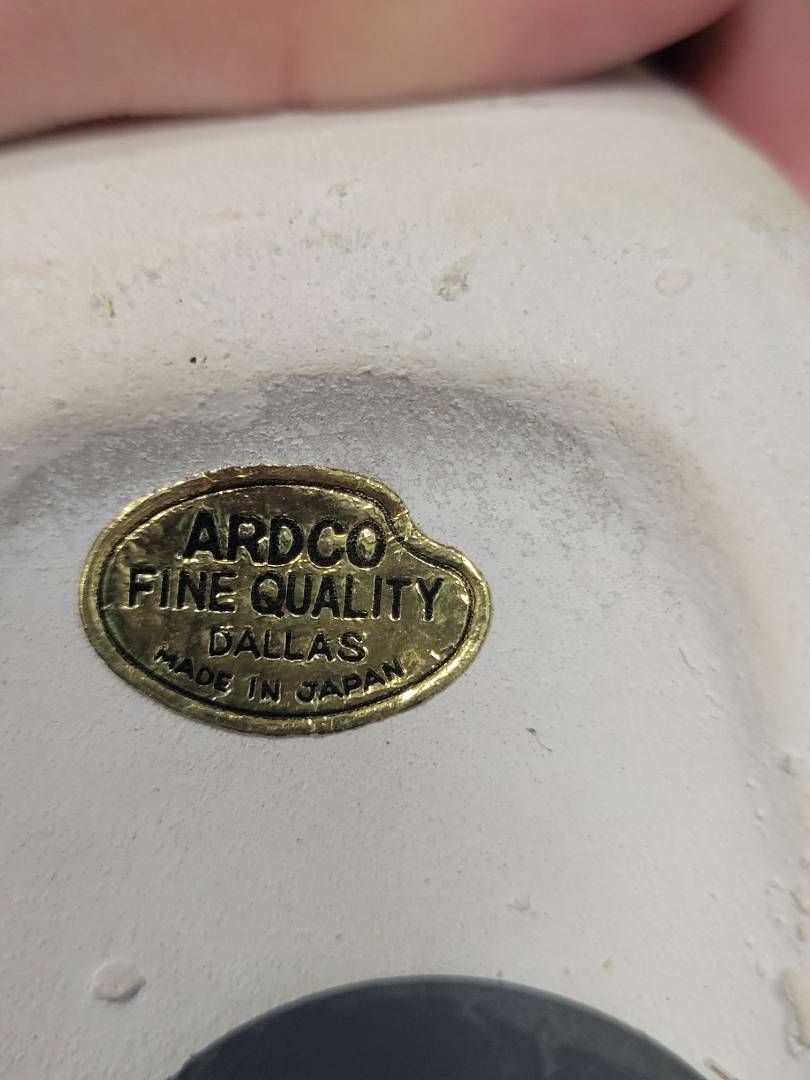 ARDCO
FINE QUALITY
DALLAS
MADE IN JAPAN